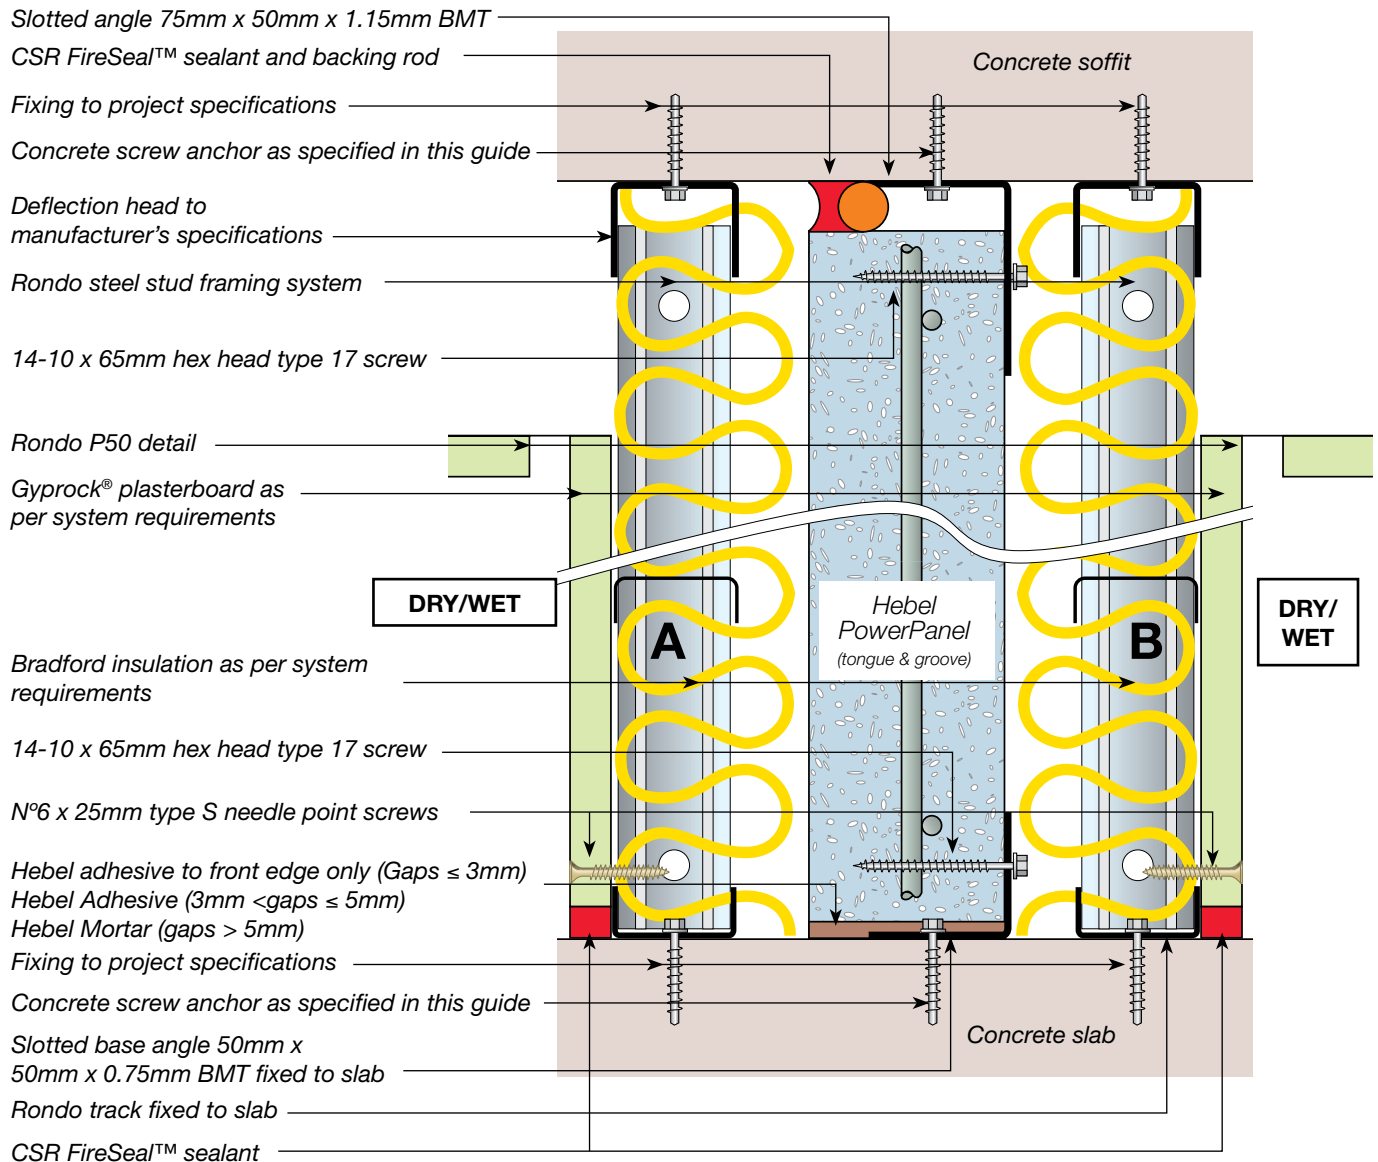 Slotted angle 75mm x 50mm x 1.15mm BMT
CSR FireSeal™ sealant and backing rod
Concrete soffit
Fixing to project specifications
Concrete screw anchor as specified in this guide
Deflection head to
manufacturer's specifications
Rondo steel stud framing system
14-10 x 65mm hex head type 17 screw
Rondo P50 detail
Gyprock® plasterboard as
per system requirements
DRY/WET
Hebel
PowerPanel
(tongue & groove)
DRY/
WET
A
B
Bradford insulation as per system
requirements
14-10 x 65mm hex head type 17 screw
Nº6 x 25mm type S needle point screws
Hebel adhesive to front edge only (Gaps ≤ 3mm)
Hebel Adhesive (3mm <gaps ≤ 5mm)
Hebel Mortar (gaps > 5mm)
Fixing to project specifications
Concrete screw anchor as specified in this guide
Concrete slab
Slotted base angle 50mm x
50mm x 0.75mm BMT fixed to slab
Rondo track fixed to slab
CSR FireSeal™ sealant